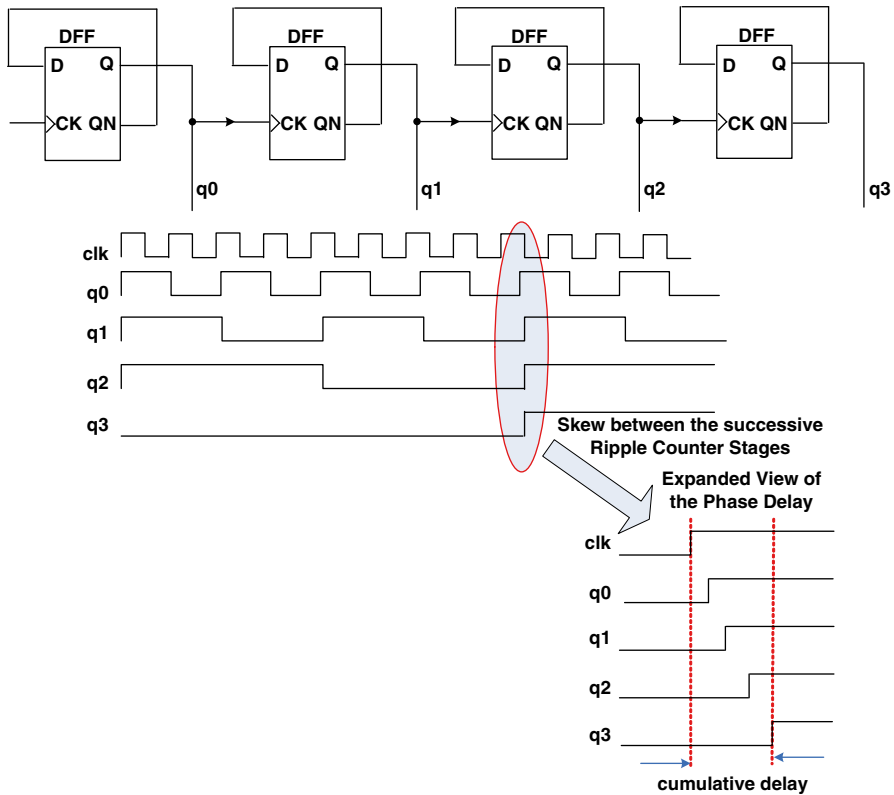 DFF DFF DFF DFF
D Q D Q D Q D Q
CK QN CK QN CK QN CK QN
q0 q1 q2 q3
clk
q0
q1
q2
q3
Skew between the successive
Ripple Counter Stages
Expanded View of
the Phase Delay
clk
q0
q1
q2
q3
cumulative delay